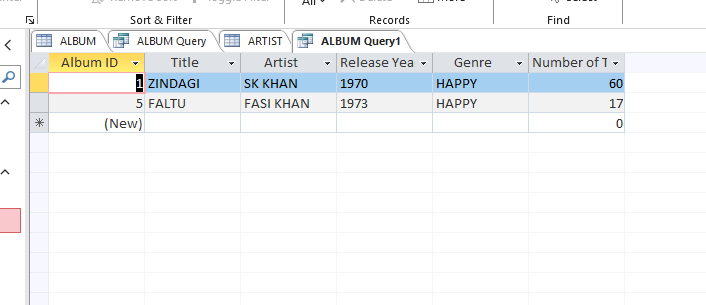 All
Sort & Filter Records Find
ALBUM ALBUM Query ARTIST ALBUM Query1
Album ID Title Artist Release Yea Genre Number of T
1 ZINDAGI SK KHAN 1970 HAPPY 60
5 FALTU FASI KHAN 1973 HAPPY 17
(New) 0